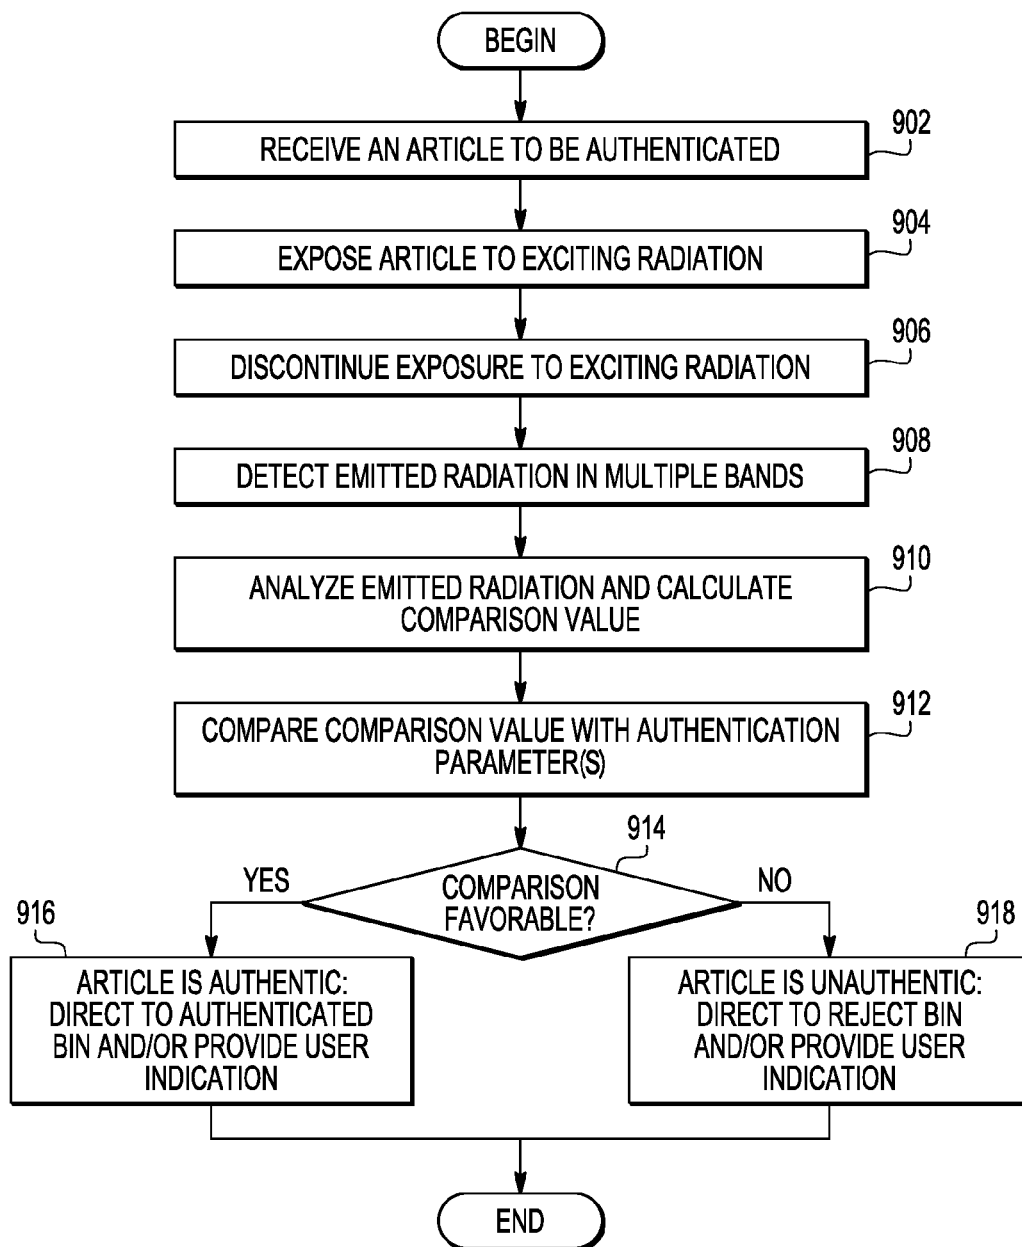 BEGIN
902
RECEIVE AN ARTICLE TO BE AUTHENTICATED
904
EXPOSE ARTICLE TO EXCITING RADIATION
906
DISCONTINUE EXPOSURE TO EXCITING RADIATION
908
DETECT EMITTED RADIATION IN MULTIPLE BANDS
910
ANALYZE EMITTED RADIATION AND CALCULATE
COMPARISON VALUE
912
COMPARE COMPARISON VALUE WITH AUTHENTICATION
PARAMETER(S)
914
YES
COMPARISON
FAVORABLE?
NO
916
ARTICLE IS AUTHENTIC:
DIRECT TO AUTHENTICATED
BIN AND/OR PROVIDE USER
INDICATION
918
ARTICLE IS UNAUTHENTIC:
DIRECT TO REJECT BIN
AND/OR PROVIDE USER
INDICATION
END